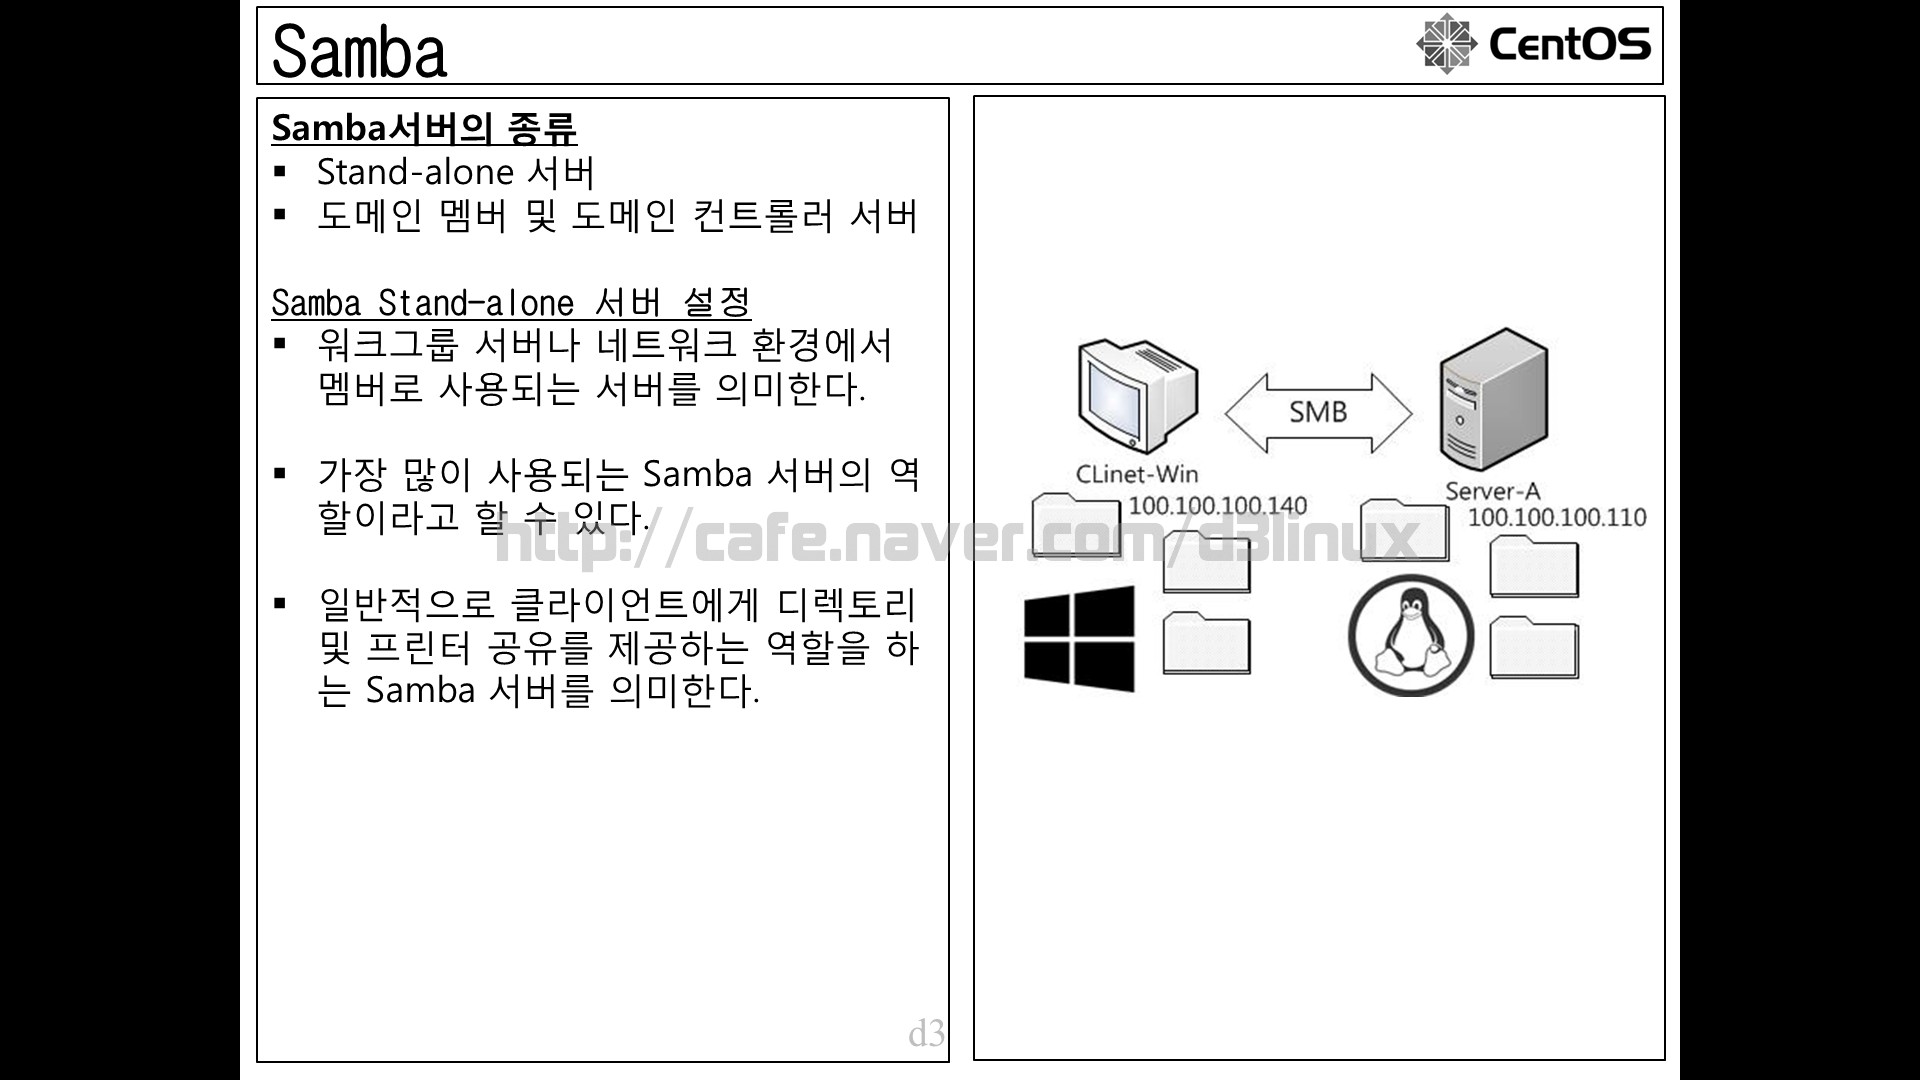 Samba
CentOS
Samba서버의 종류
▪ Stand-alone 서버
▪ 도메인 멤버 및 도메인 컨트롤러 서버
Samba Stand-alone 서버 설정
▪ 워크그룹 서버나 네트워크 환경에서
멤버로 사용되는 서버를 의미한다.
▪ 가장 많이 사용되는 Samba 서버의 역
할이라고 할 수 있다.
▪ 일반적으로 클라이언트에게 디렉토리
및 프린터 공유를 제공하는 역할을 하
는 Samba 서버를 의미한다.
d3
SMB
CLinet-Win
100.100.100.140
Server-A
100.100.100.110
http://cafe.naver.com/d3linux